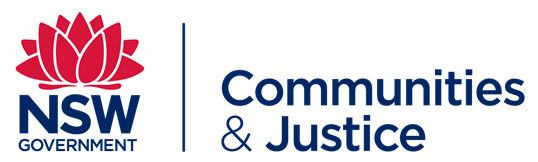 NSW
GOVERNMENT
Communities
& Justice